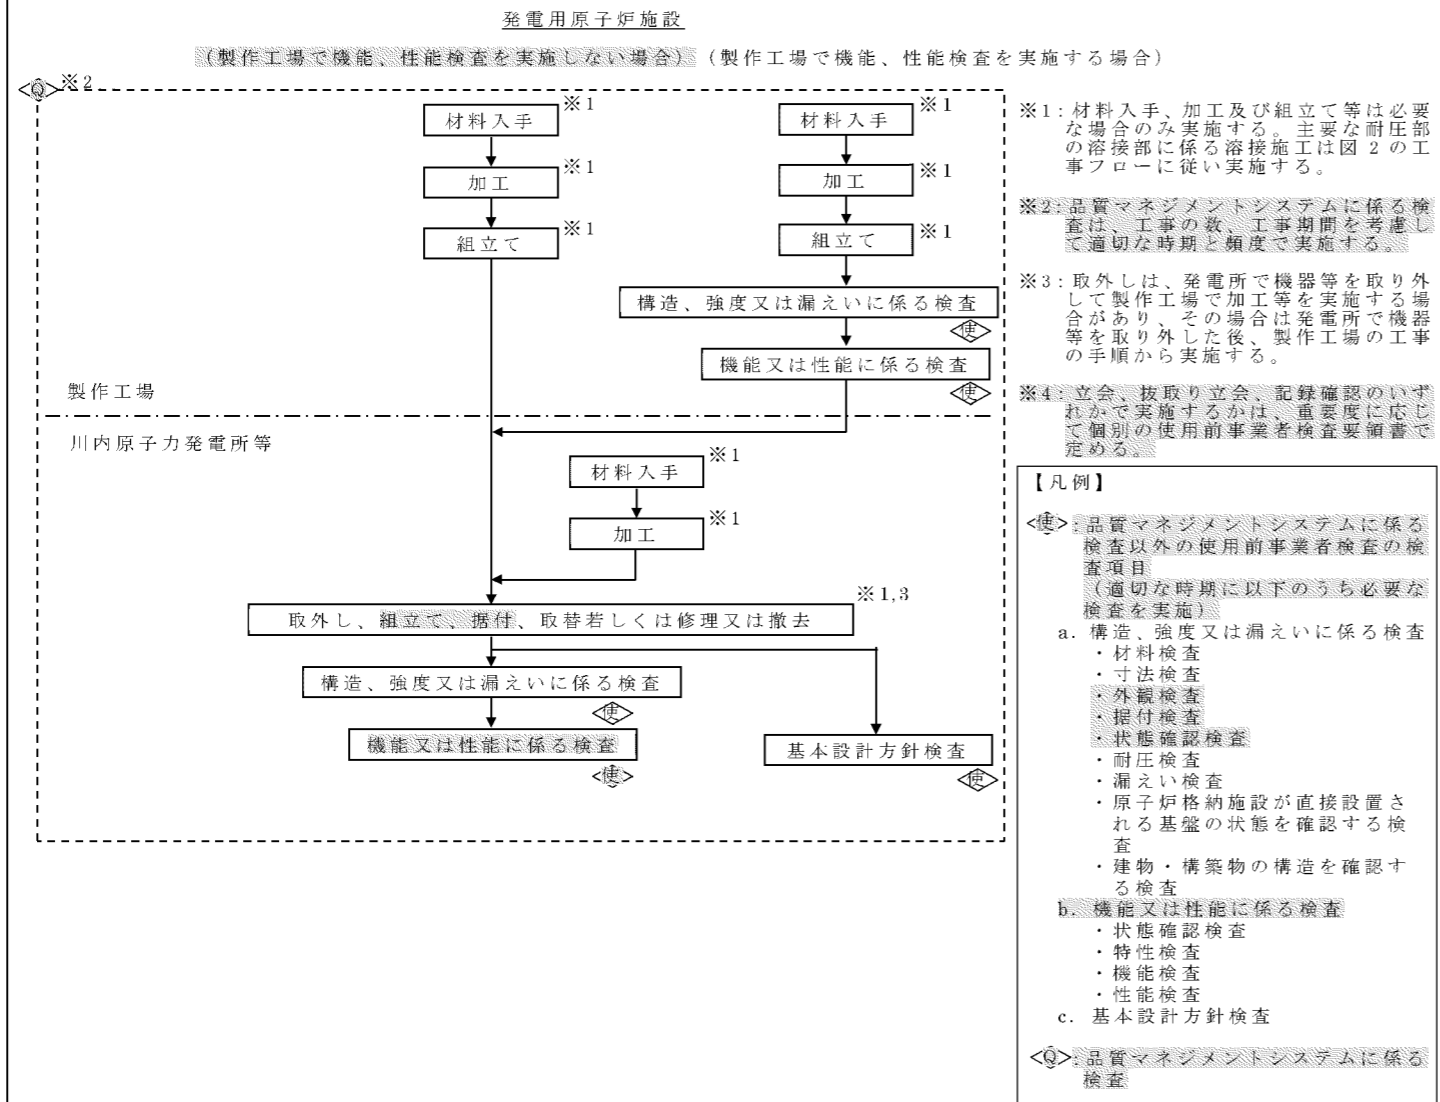 発電用原子炉施設
(製作工場で機能、性能検査を実施しない場合) (製作工場で機能、性能検査を実施する場合)
Q ※2
材料入手 ※1
加工 ※1
組立て ※1
材料入手 ※1
加工 ※1
組立て ※1
構造、強度又は漏えいに係る検査
使
機能又は性能に係る検査
使
製作工場
川内原子力発電所等
材料入手 ※1
加工 ※1
※1,3
取外し、組立て、据付、取替若しくは修理又は撤去
構造、強度又は漏えいに係る検査
使
機能又は性能に係る検査
使
基本設計方針検査
使
※1:材料入手、加工及び組立て等は必要
な場合のみ実施する。主要な耐圧部
の溶接部に係る溶接施工は図2の工
事フローに従い実施する。
※2:品質マネジメントシステムに係る検
査は、工事の数、工事期間を考慮し
て適切な時期と頻度で実施する。
※3:取外しは、発電所で機器等を取り外
して製作工場で加工等を実施する場
合があり、その場合は発電所で機器
等を取り外した後、製作工場の工事
の手順から実施する。
※4:立会、抜取り立会、記録確認のいず
れかで実施するかは、重要度に応じ
て個別の使用前事業者検査要領書で
定める。
【凡例】
使:品質マネジメントシステムに係る
検査以外の使用前事業者検査の検
査項目
(適切な時期に以下のうち必要な
検査を実施)
a. 構造、強度又は漏えいに係る検査
・材料検査
・寸法検査
・外観検査
・据付検査
・状態確認検査
・耐圧検査
・漏えい検査
・原子炉格納施設が直接設置さ
れる基盤の状態を確認する検
査
・建物・構築物の構造を確認す
る検査
b. 機能又は性能に係る検査
・状態確認検査
・特性検査
・機能検査
・性能検査
c. 基本設計方針検査
Q:品質マネジメントシステムに係る
検査